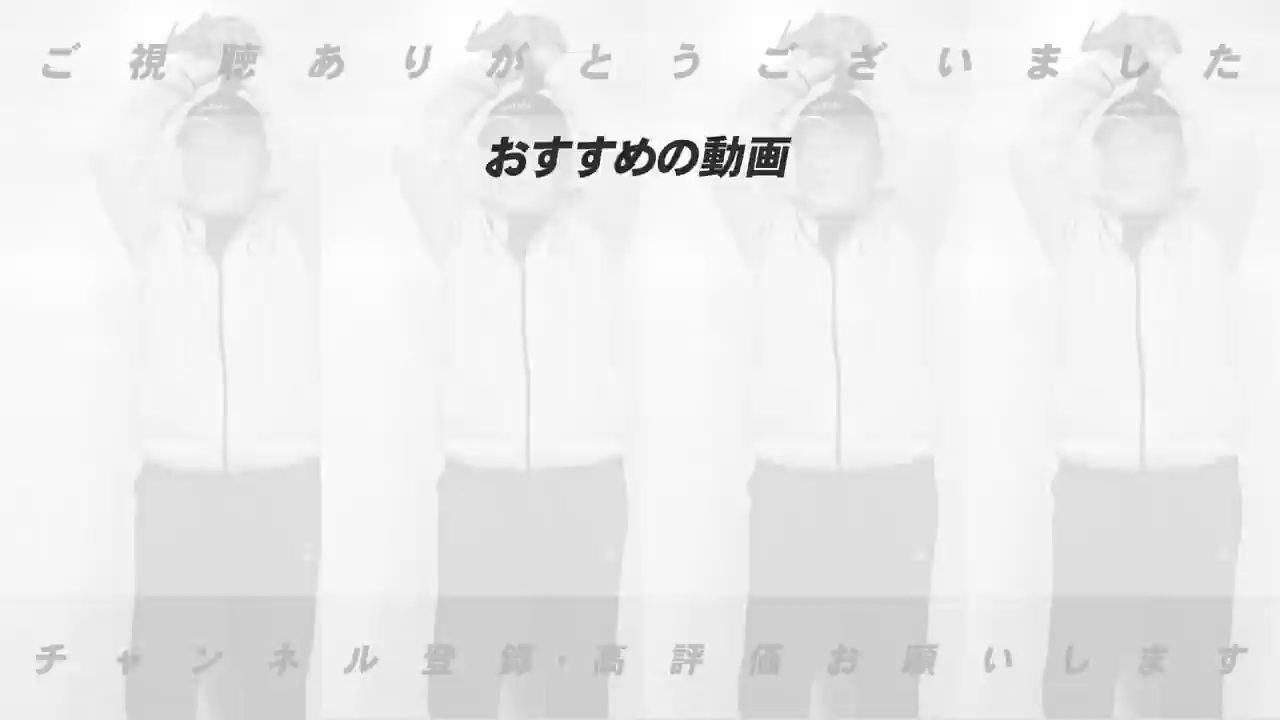 ご視聴ありがとうございました
おすすめの動画
チャンネル登録・高評価お願いします